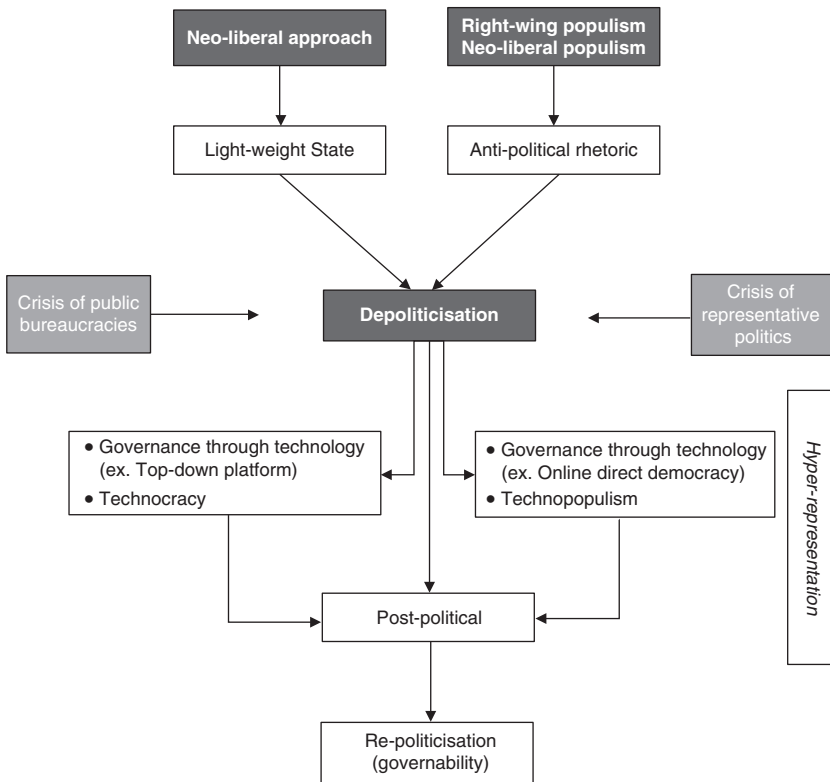 Neo-liberal approach
Right-wing populism
Neo-liberal populism
Light-weight State
Anti-political rhetoric
Crisis of public
bureaucracies
Depoliticisation
Crisis of
representative
politics
• Governance through technology
(ex. Top-down platform)
• Technocracy
• Governance through technology
(ex. Online direct democracy)
• Technopopulism
Hyper-representation
Post-political
Re-politicisation
(governability)